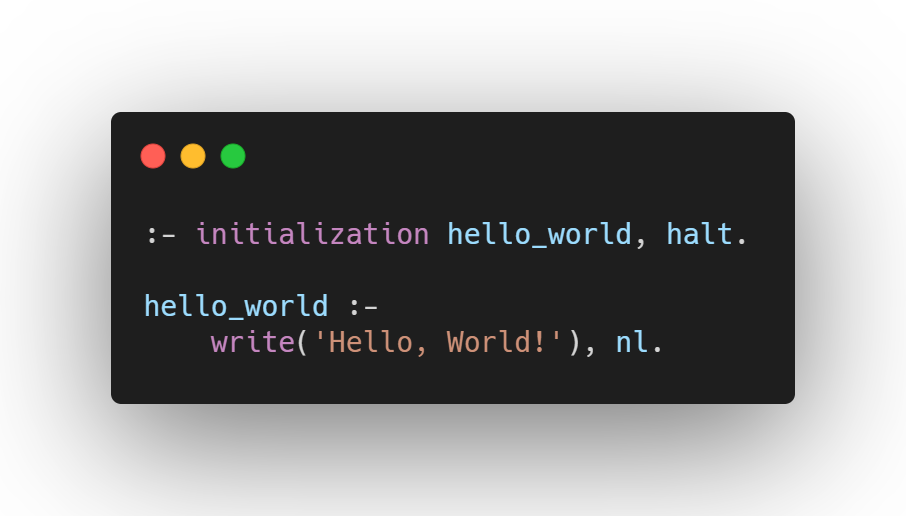 :- initialization hello_world, halt.
hello_world :-
    write('Hello, World!'), nl.